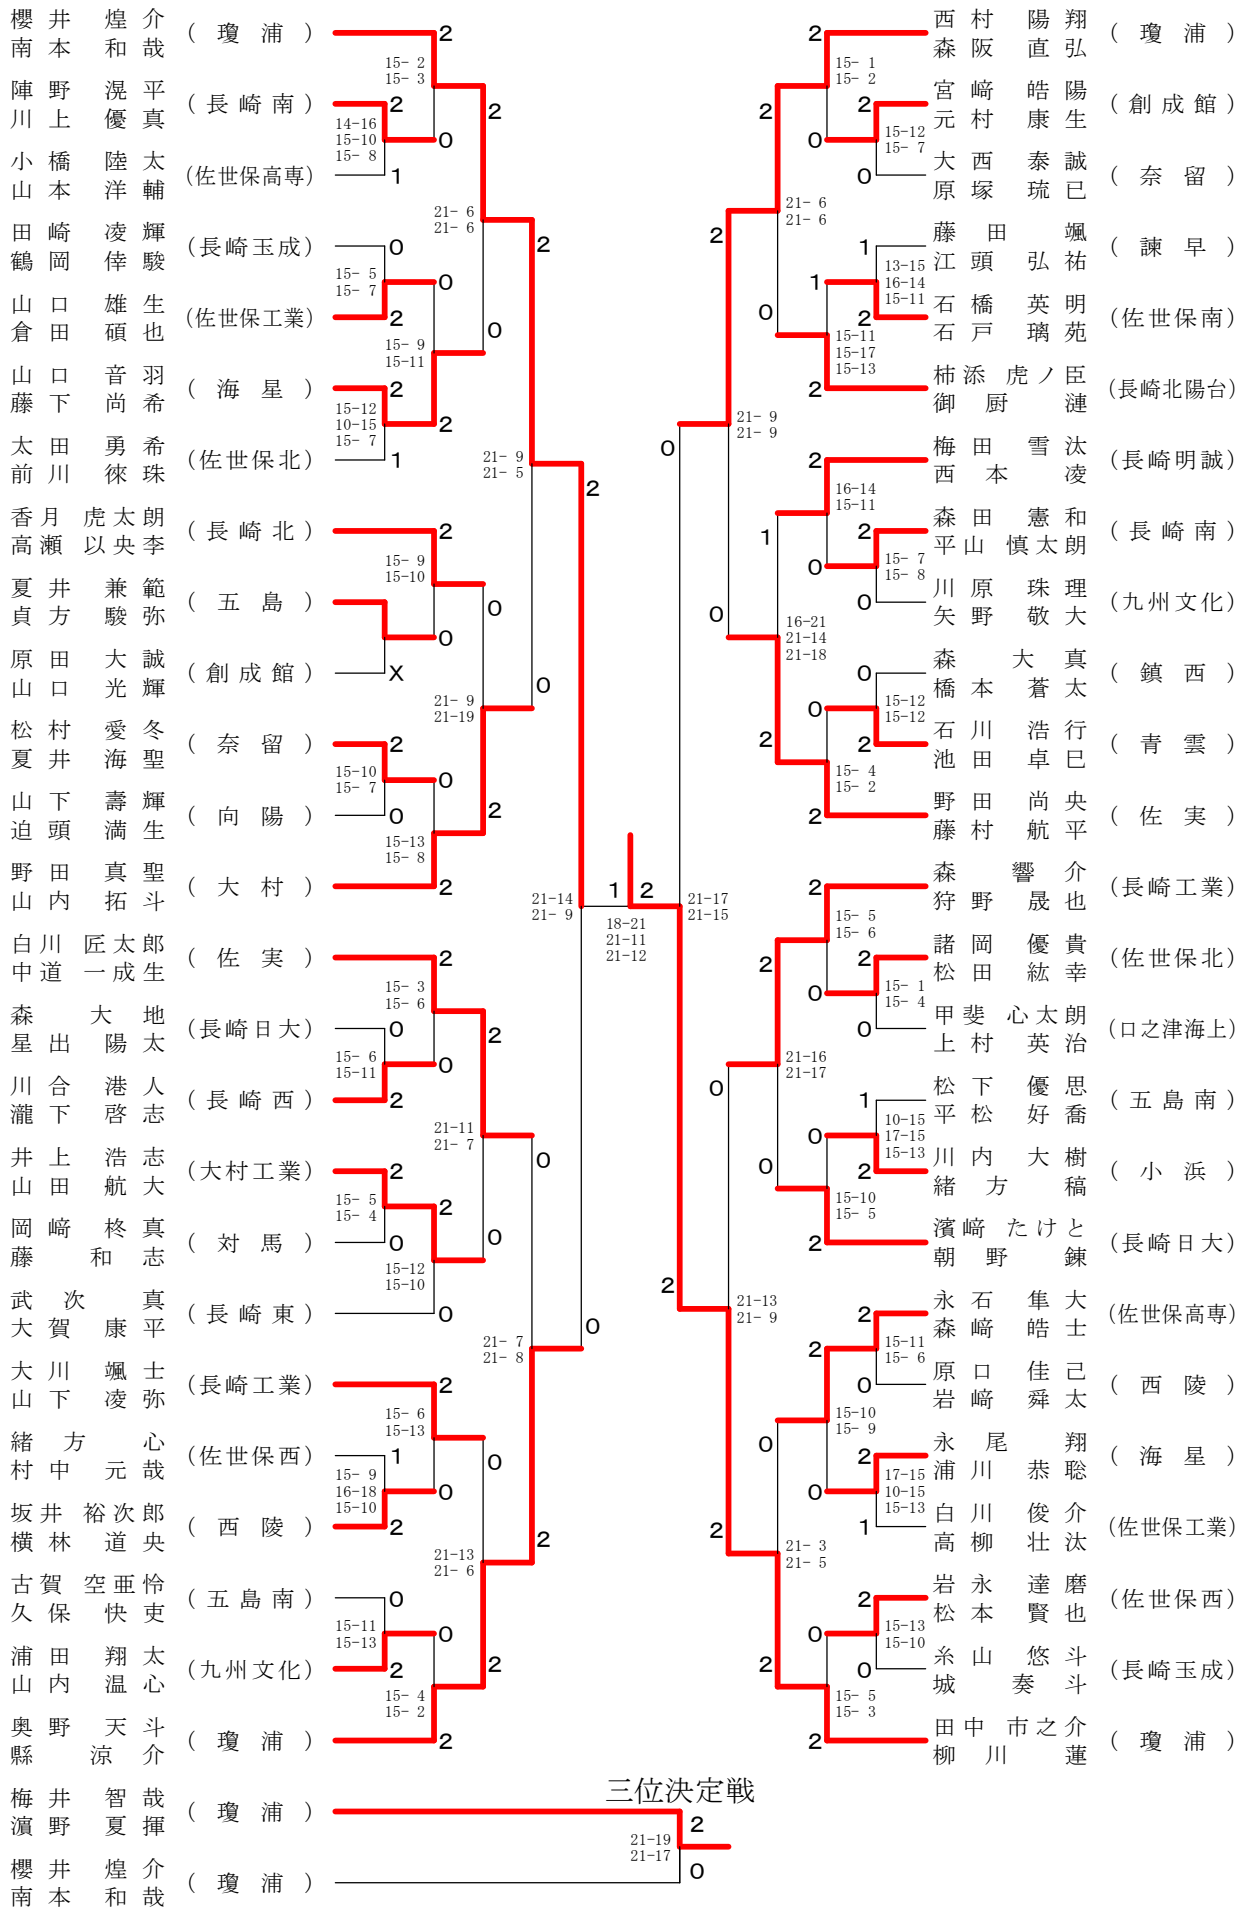 櫻井 煌介
南本 和哉
(瓊浦)
2
15- 2
15- 3
陣野 滉平
川上 優真
(長崎南)
2
14-16
15-10
15- 8
0
2
小橋 陸太
山本 洋輔
(佐世保高専)
1
21- 6
21- 6
2
田崎 凌輝
鶴岡 倖駿
(長崎玉成)
0
15- 5
15- 7
0
山口 雄生
倉田 碩也
(佐世保工業)
2
15- 9
15-11
0
山口 音羽
藤下 尚希
(海星)
2
15-12
10-15
15- 7
2
太田 勇希
前川 徠珠
(佐世保北)
1
21- 9
21- 5
2
香月 虎太朗
高瀬 以央李
(長崎北)
2
15- 9
15-10
0
夏井 兼範
貞方 駿弥
(五島)
0
原田 大誠
山口 光輝
(創成館)
X
21- 9
21-19
0
松村 愛冬
夏井 海聖
(奈留)
2
15-10
15- 7
0
山下 壽輝
迫頭 満生
(向陽)
0
15-13
15- 8
2
野田 真聖
山内 拓斗
(大村)
2
21-14
21- 9
1
2
18-21
21-11
21-12
白川 匠太郎
中道 一成生
(佐実)
2
15- 3
15- 6
2
森 大地
星出 陽太
(長崎日大)
0
15- 6
15-11
0
川合 港人
瀧下 啓志
(長崎西)
2
21-11
21- 7
0
井上 浩志
山田 航大
(大村工業)
2
15- 5
15- 4
2
岡﨑 柊真
藤 和志
(対馬)
0
15-12
15-10
0
武次 真
大賀 康平
(長崎東)
0
21- 7
21- 8
0
大川 颯士
山下 凌弥
(長崎工業)
2
15- 6
15-13
0
緒方 心
村中 元哉
(佐世保西)
1
15- 9
16-18
15-10
0
坂井 裕次郎
横林 道央
(西陵)
2
21-13
21- 6
2
古賀 空亜怜
久保 快吏
(五島南)
0
15-11
15-13
0
浦田 翔太
山内 温心
(九州文化)
2
15- 4
15- 2
2
奥野 天斗
縣 涼介
(瓊浦)
2
西村 陽翔
森阪 直弘
(瓊浦)
2
15- 1
15- 2
2
宮﨑 皓陽
元村 康生
(創成館)
2
15-12
15- 7
0
大西 泰誠
原塚 琉已
(奈留)
0
21- 6
21- 6
2
藤田 颯
江頭 弘祐
(諫早)
1
13-15
16-14
15-11
1
石橋 英明
石戸 璃苑
(佐世保南)
2
15-11
15-17
15-13
0
柿添 虎ノ臣
御厨 漣
(長崎北陽台)
2
21- 9
21- 9
0
梅田 雪汰
西本 凌
(長崎明誠)
2
16-14
15-11
1
森田 憲和
平山 慎太朗
(長崎南)
2
15- 7
15- 8
0
川原 珠理
矢野 敬大
(九州文化)
0
16-21
21-14
21-18
0
森 大真
橋本 蒼太
(鎮西)
0
15-12
15-12
0
石川 浩行
池田 卓巳
(青雲)
2
15- 4
15- 2
2
野田 尚央
藤村 航平
(佐実)
2
21-17
21-15
森 響介
狩野 晟也
(長崎工業)
2
15- 5
15- 6
2
諸岡 優貴
松田 紘幸
(佐世保北)
2
15- 1
15- 4
0
甲斐 心太朗
上村 英治
(口之津海上)
0
21-16
21-17
0
松下 優思
平松 好喬
(五島南)
1
10-15
17-15
15-13
0
川内 大樹
緒方 稿
(小浜)
2
15-10
15- 5
0
濱﨑 たけと
朝野 錬
(長崎日大)
2
21-13
21- 9
2
永石 隼大
森﨑 皓士
(佐世保高専)
2
15-11
15- 6
2
原口 佳己
岩﨑 舜太
(西陵)
0
15-10
15- 9
0
永尾 翔
浦川 恭聡
(海星)
2
17-15
10-15
15-13
0
白川 俊介
高柳 壮汰
(佐世保工業)
1
21- 3
21- 5
2
岩永 達磨
松本 賢也
(佐世保西)
2
15-13
15-10
0
糸山 悠斗
城 奏斗
(長崎玉成)
0
15- 5
15- 3
2
田中 市之介
柳川 蓮
(瓊浦)
2
三位決定戦
梅井 智哉
濵野 夏揮
(瓊浦)
2
21-19
21-17
櫻井 煌介
南本 和哉
(瓊浦)
0